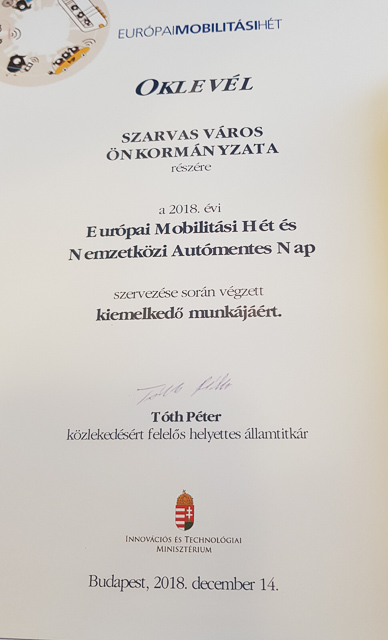 EURÓPAIMOBILITÁSIHÉT
OKLEVÉL
SZARVAS VÁROS
ÖNKORMÁNYZATA
részére
a 2018. évi
Európai Mobilitási Hét és
Nemzetközi Autómentes Nap
szervezése során végzett
kiemelkedő munkájáért.
Tóth Péter
közlekedésért felelős helyettes államtitkár
INNOVÁCIÓS ÉS TECHNOLÓGIAI
MINISZTÉRIUM
Budapest, 2018. december 14.